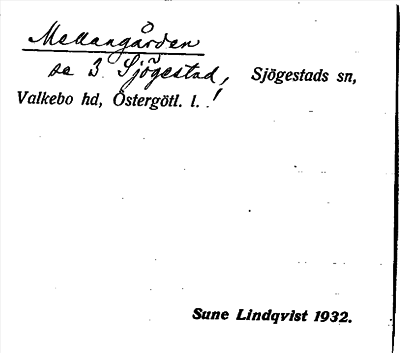 Mellangården
se 3. Sjögestad, Sjögestads sn,
Valkebo hd, Östergötl. l. !
Sune Lindqvist 1932.